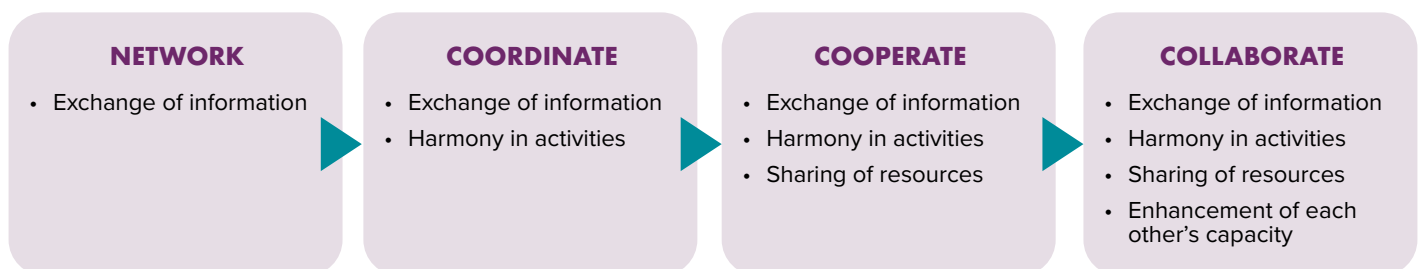 NETWORK
• Exchange of information
COORDINATE
• Exchange of information
• Harmony in activities
COOPERATE
• Exchange of information
• Harmony in activities
• Sharing of resources
COLLABORATE
• Exchange of information
• Harmony in activities
• Sharing of resources
• Enhancement of each
other’s capacity